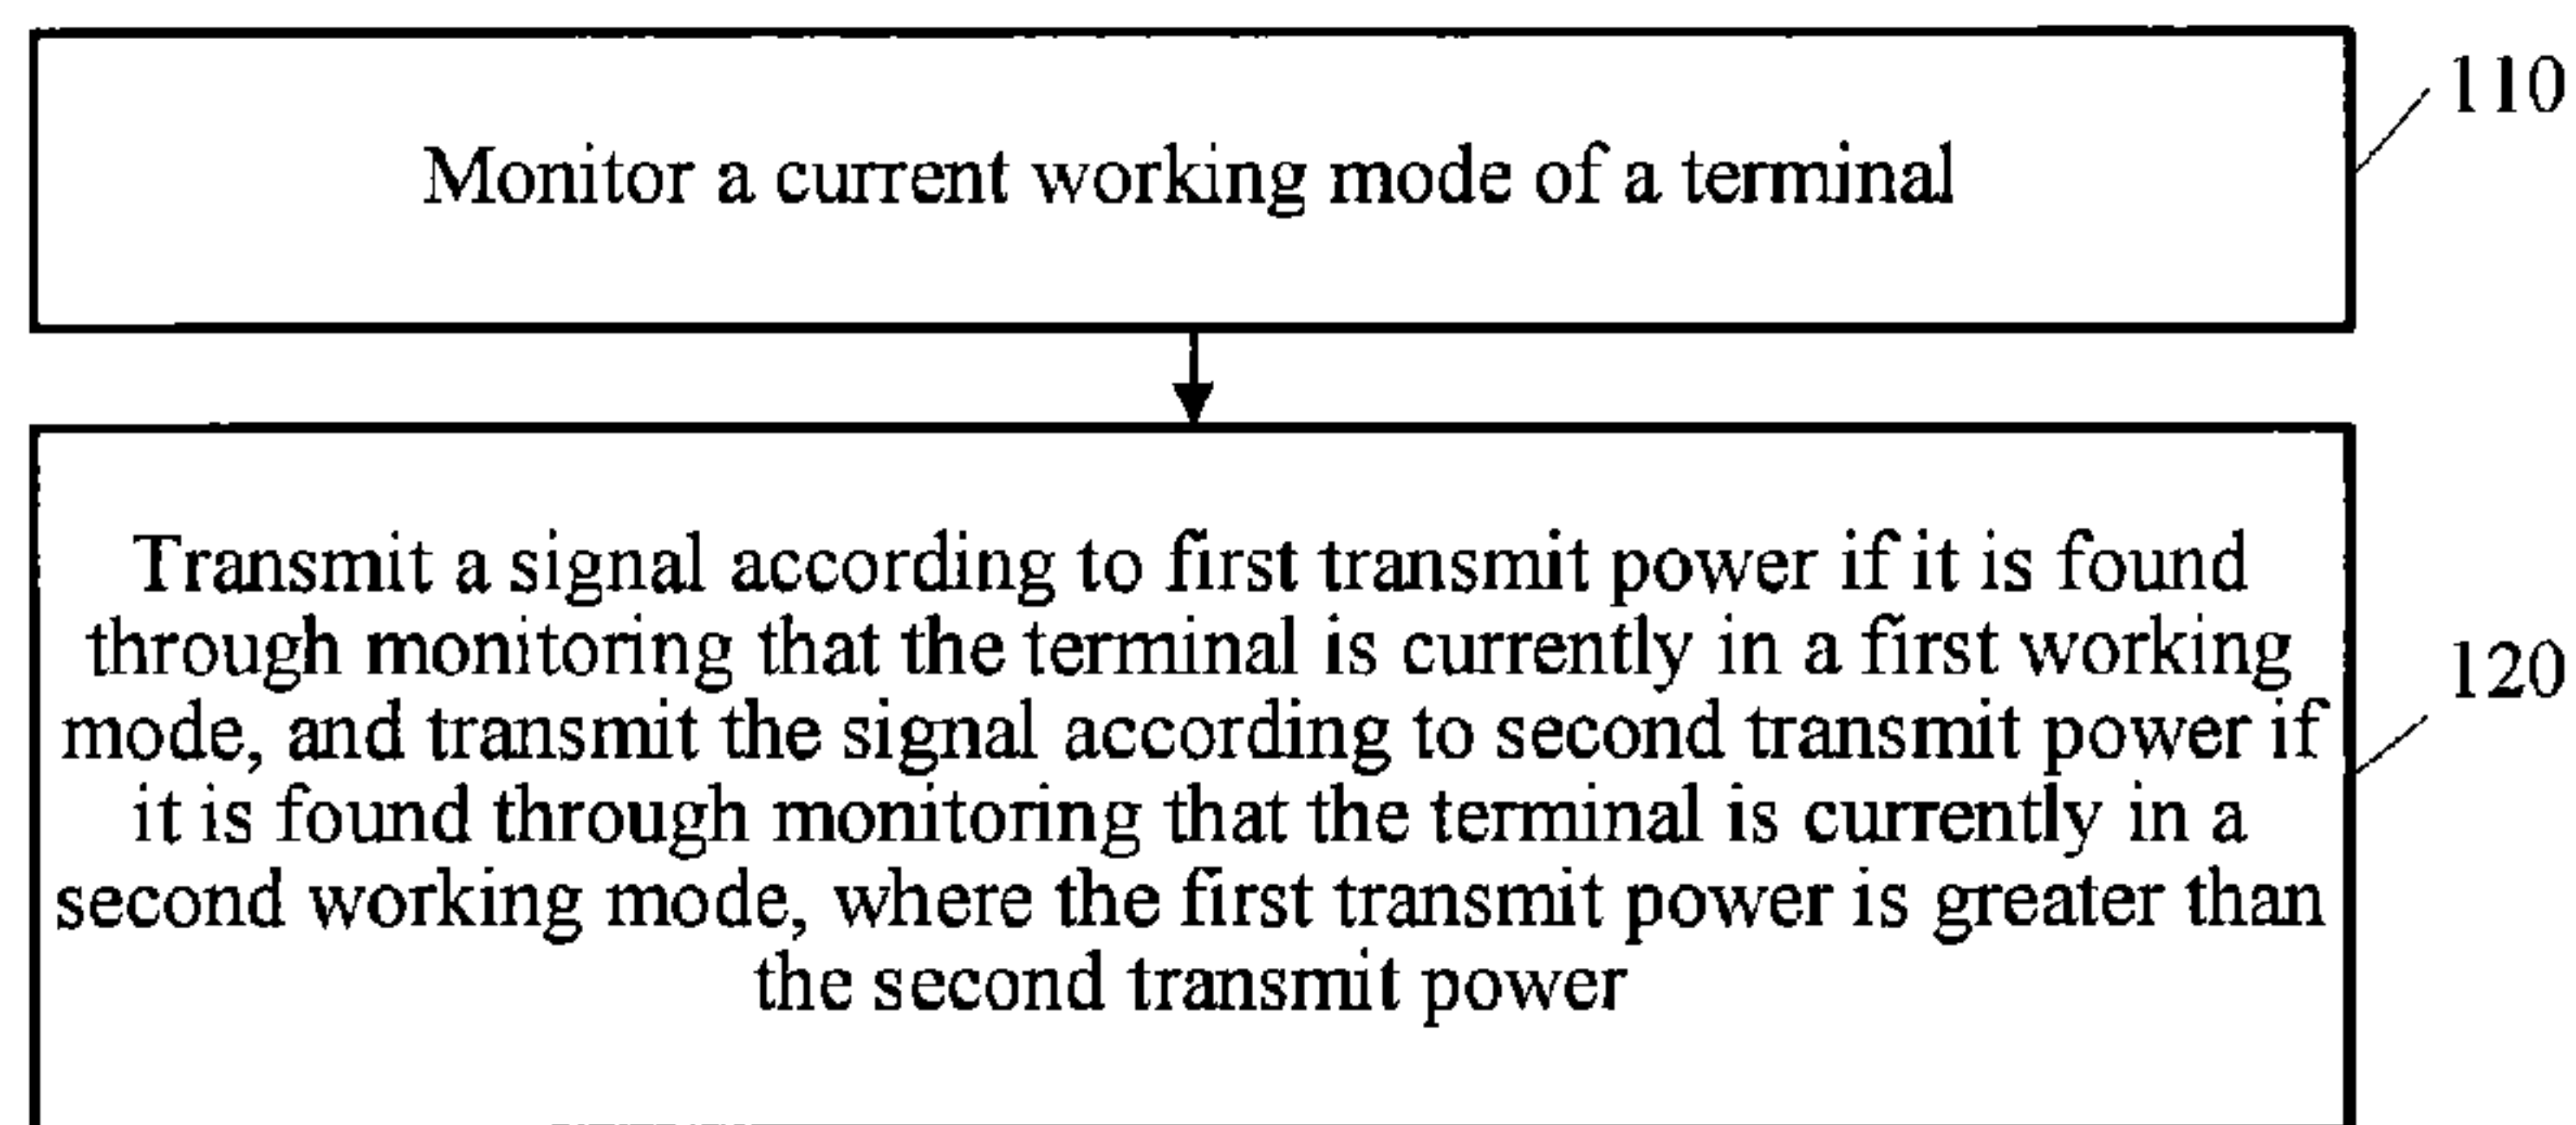 110
Monitor a current working mode of a terminal
Transmit a signal according to first transmit power if it is found
through monitoring that the terminal is currently in a first working
mode, and transmit the signal according to second transmit power if
it is found through monitoring that the terminal is currently in a
second working mode, where the first transmit power is greater than
the second transmit power
120